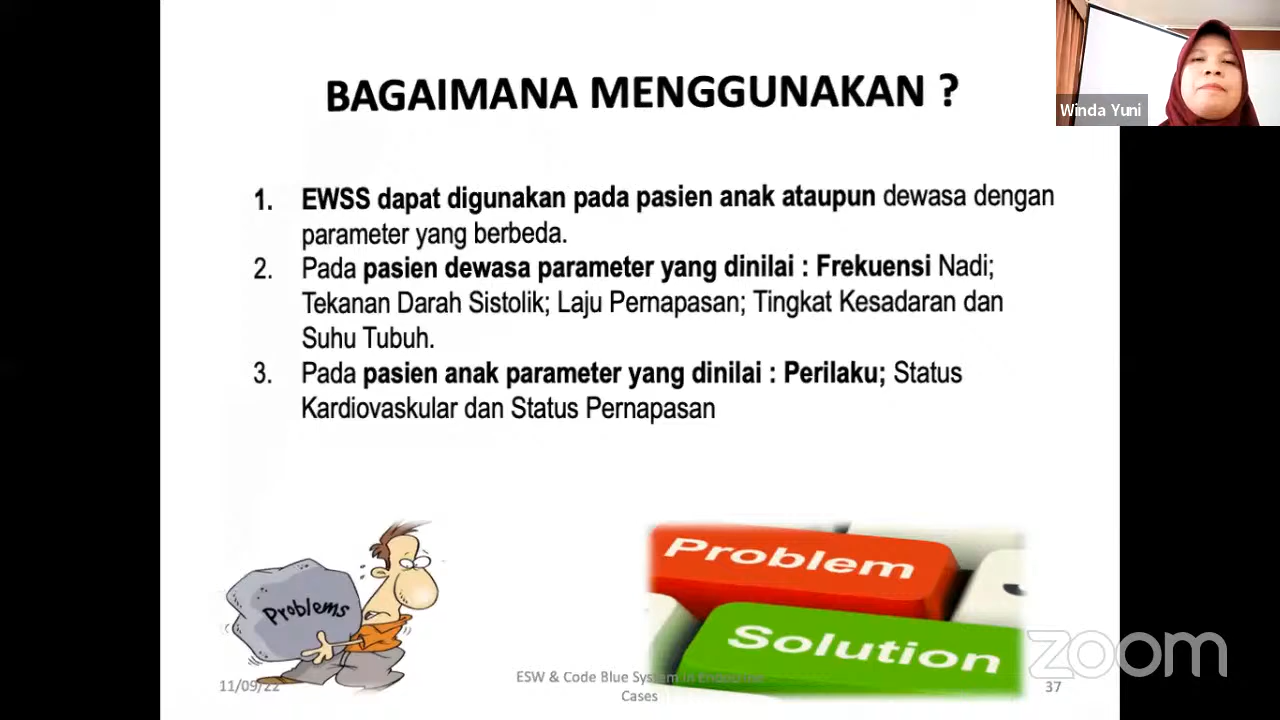 BAGAIMANA MENGGUNAKAN ?
Winda Yuni
1. EWSS dapat digunakan pada pasien anak ataupun dewasa dengan
parameter yang berbeda.
2. Pada pasien dewasa parameter yang dinilai : Frekuensi Nadi;
Tekanan Darah Sistolik; Laju Pernapasan; Tingkat Kesadaran dan
Suhu Tubuh.
3. Pada pasien anak parameter yang dinilai : Perilaku; Status
Kardiovaskular dan Status Pernapasan
Problems
Problem
Solution
zoom
11/09/22
ESW & Code Blue System in Endocrine
Cases
37